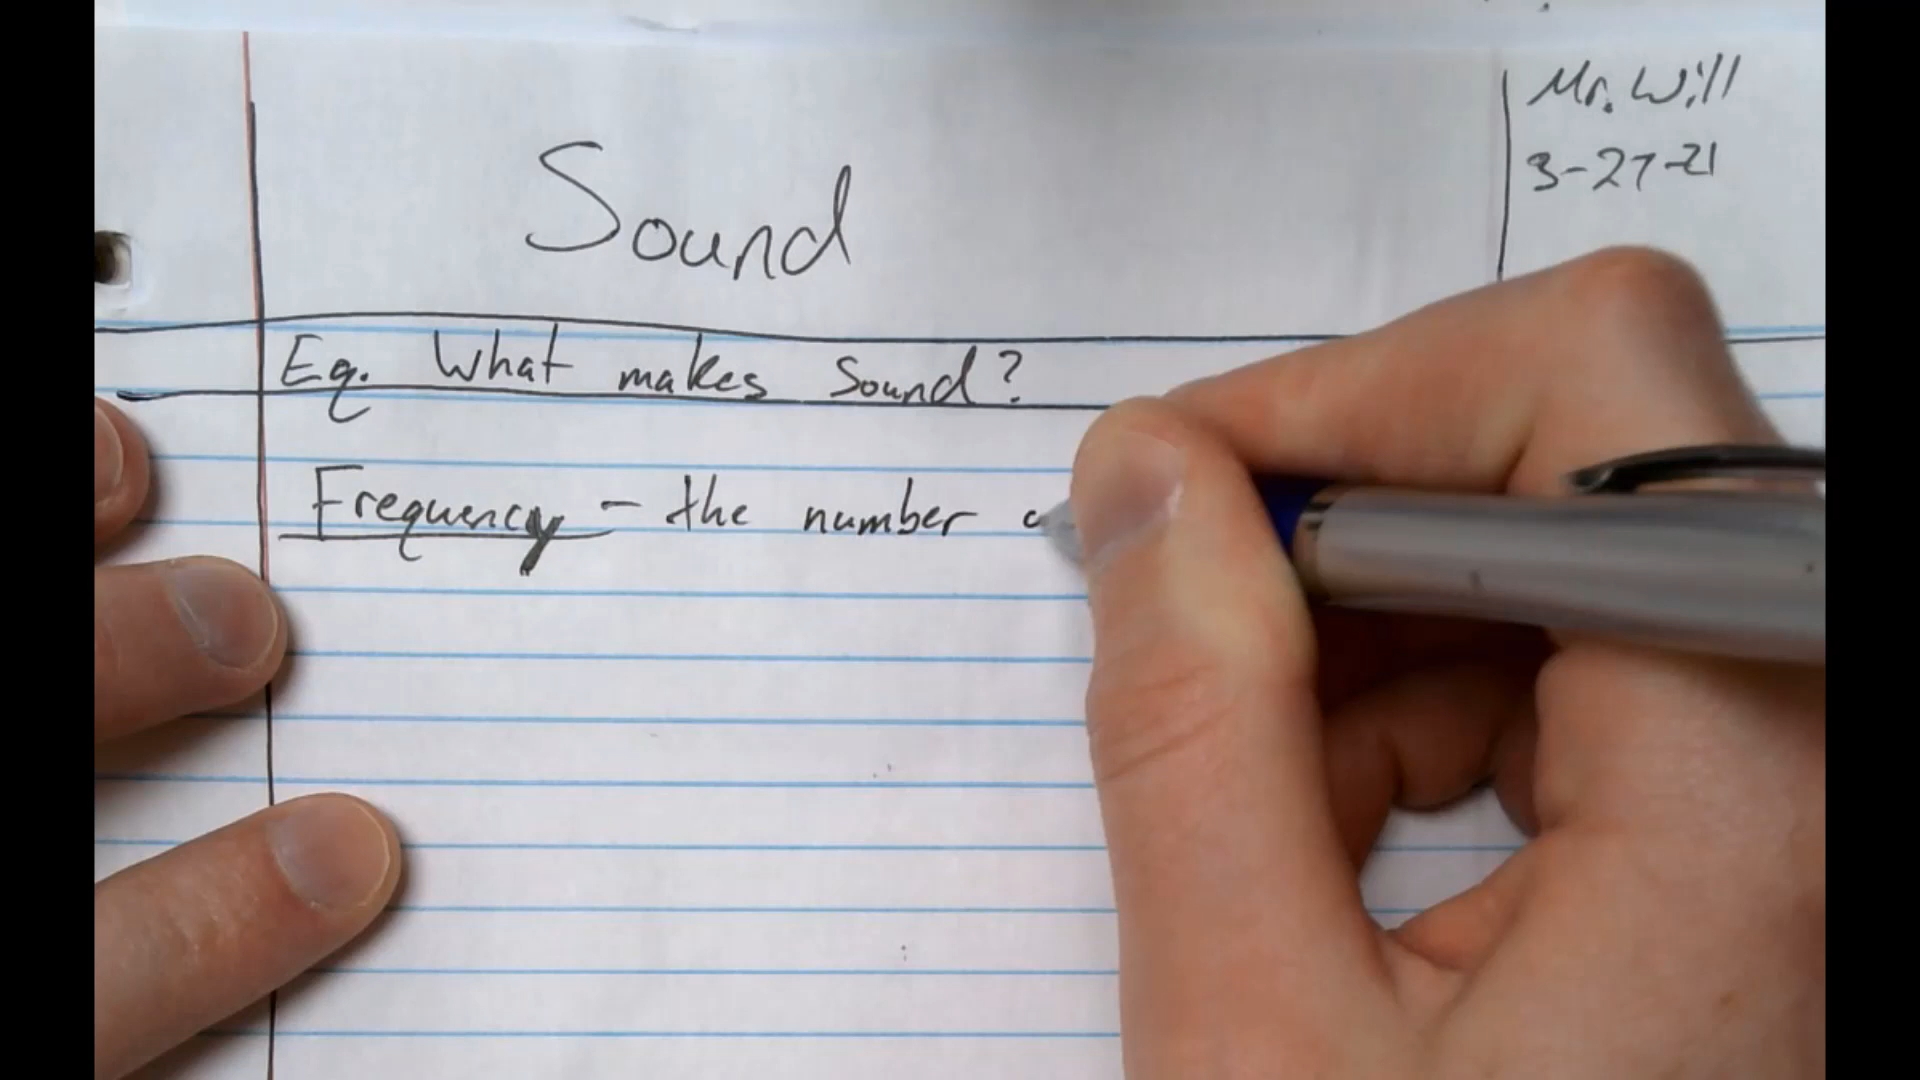 Mr. Will
3-27-21
Sound
Eq. What makes Sound?
Frequency - the number